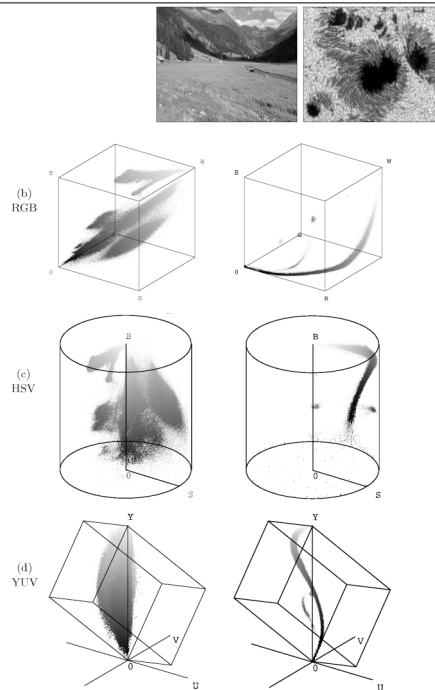 B W B W
(b)
RGB
G
0 R 0 R
B B
(c)
HSV
0 S 0 S
Y Y
(d)
YUV
V V
0 U 0 U